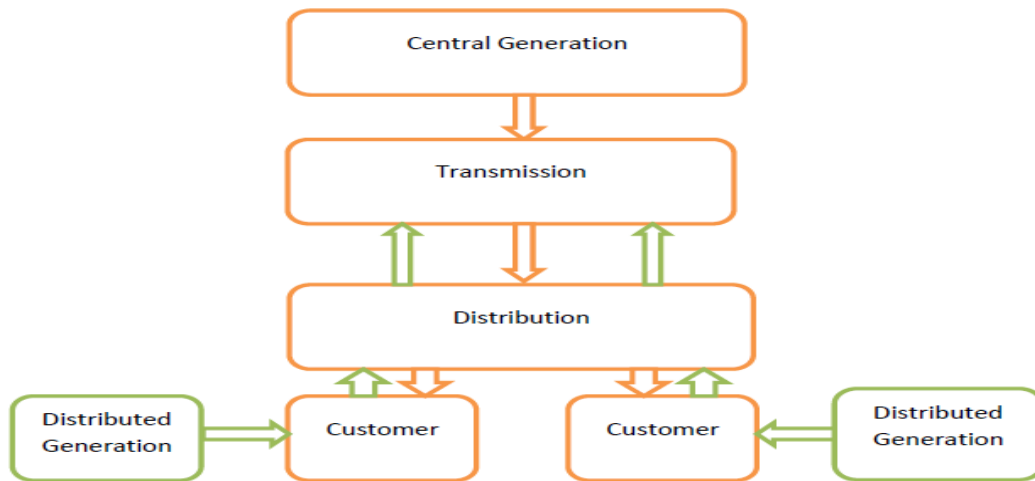 Central Generation
Transmission
Distribution
Distributed
Generation
Customer
Customer
Distributed
Generation